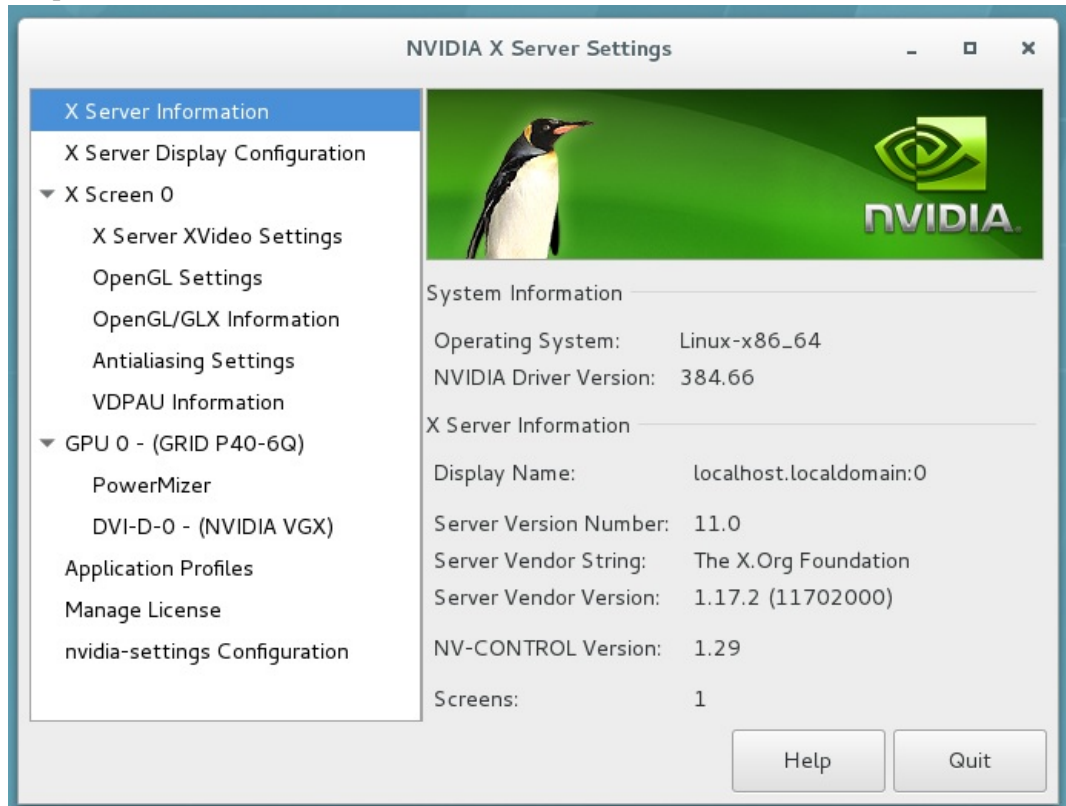 NVIDIA X Server Settings
X Server Information
X Server Display Configuration
X Screen 0
X Server XVideo Settings
OpenGL Settings
OpenGL/GLX Information
Antialiasing Settings
VDPAU Information
GPU 0 - (GRID P40-6Q)
PowerMizer
DVI-D-0 - (NVIDIA VGX)
Application Profiles
Manage License
nvidia-settings Configuration
NVIDIA.
System Information
Operating System: Linux-x86_64
NVIDIA Driver Version: 384.66
X Server Information
Display Name: localhost.localdomain:0
Server Version Number: 11.0
Server Vendor String: The X.Org Foundation
Server Vendor Version: 1.17.2 (11702000)
NV-CONTROL Version: 1.29
Screens: 1
Help Quit